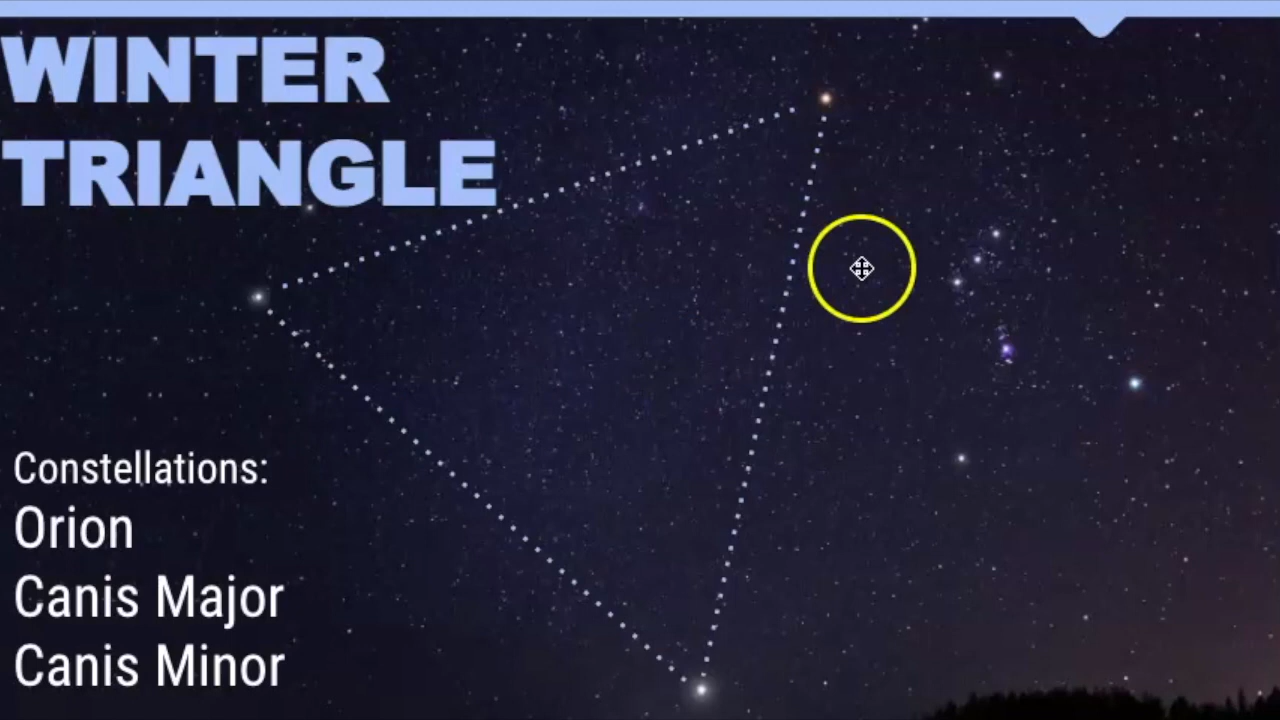 WINTER
TRIANGLE
Constellations:
Orion
Canis Major
Canis Minor